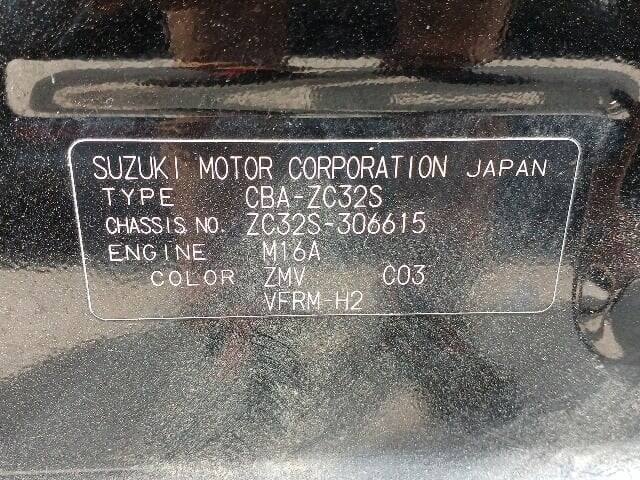 SUZUKI MOTOR CORPORATION JAPAN
TYPE CBA-ZC32S
CHASSIS NO. ZC32S-306615
ENGINE M16A
COLOR ZMV C03
VFRM-H2